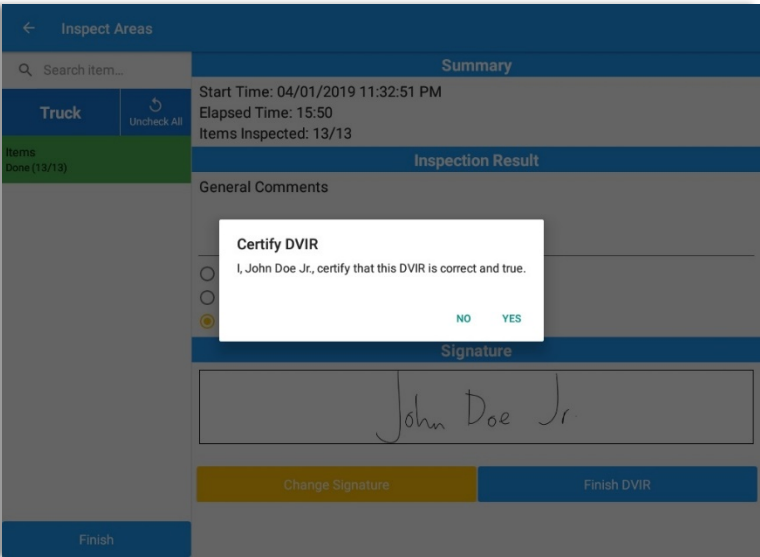 Inspect Areas
Search item...
Truck
Uncheck All
Items
Done (13/13)
Finish
Summary
Start Time: 04/01/2019 11:32:51 PM
Elapsed Time: 15:50
Items Inspected: 13/13
Inspection Result
General Comments
Certify DVIR
I, John Doe Jr., certify that this DVIR is correct and true.
NO YES
Signature
John Doe Jr.
Change Signature Finish DVIR